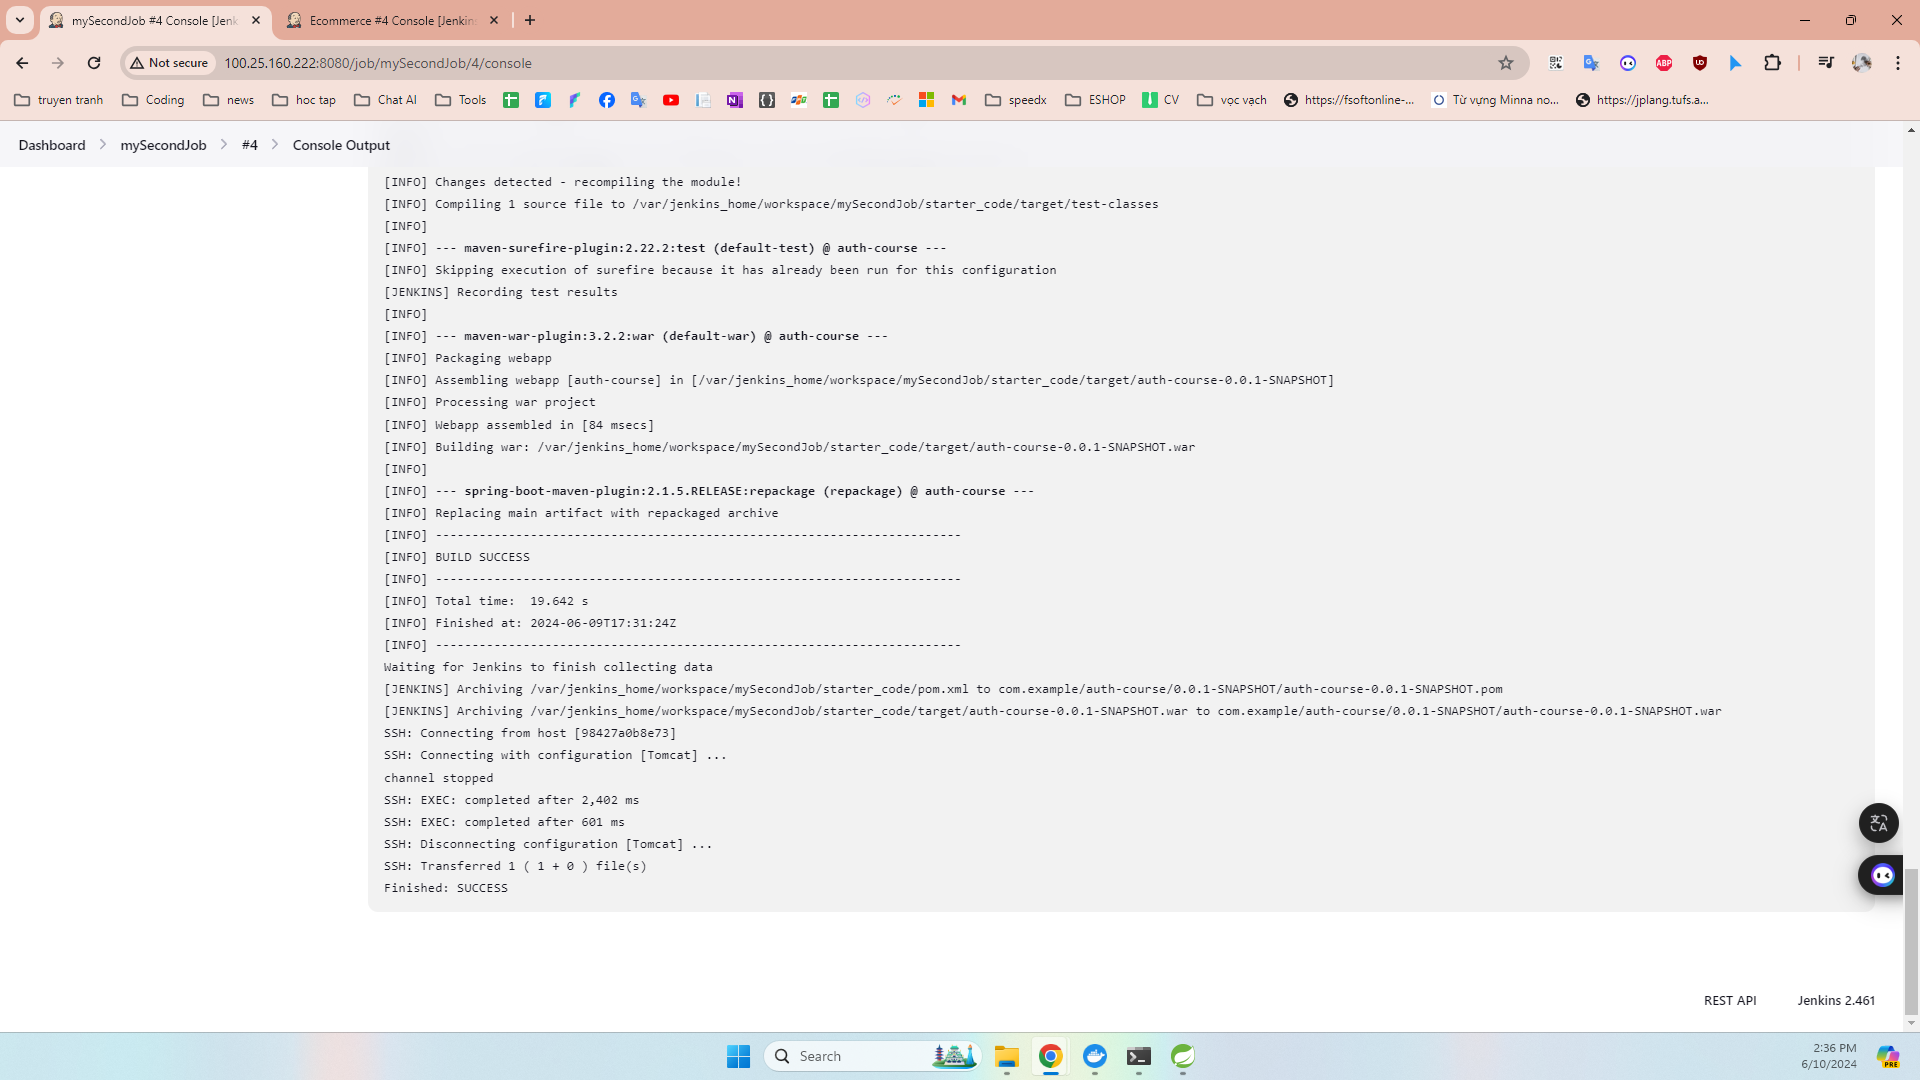 mySecondJob #4 Console [Jenk
Ecommerce #4 Console [Jenkins
Not secure
100.25.160.222:8080/job/mySecondJob/4/console
truyen tranh
Coding
news
hoc tap
Chat AI
Tools
speedx
ESHOP
CV
vọc vạch
https://fsoftonline-...
Từ vựng Minna no...
https://jplang.tufs.a...
Dashboard
mySecondJob
#4
Console Output
[INFO] Changes detected - recompiling the module!
[INFO] Compiling 1 source file to /var/jenkins_home/workspace/mySecondJob/starter_code/target/test-classes
[INFO]
[INFO] --- maven-surefire-plugin:2.22.2:test (default-test) @ auth-course ---
[INFO] Skipping execution of surefire because it has already been run for this configuration
[JENKINS] Recording test results
[INFO]
[INFO] --- maven-war-plugin:3.2.2:war (default-war) @ auth-course ---
[INFO] Packaging webapp
[INFO] Assembling webapp [auth-course] in [/var/jenkins_home/workspace/mySecondJob/starter_code/target/auth-course-0.0.1-SNAPSHOT]
[INFO] Processing war project
[INFO] Webapp assembled in [84 msecs]
[INFO] Building war: /var/jenkins_home/workspace/mySecondJob/starter_code/target/auth-course-0.0.1-SNAPSHOT.war
[INFO]
[INFO] --- spring-boot-maven-plugin:2.1.5.RELEASE:repackage (repackage) @ auth-course ---
[INFO] Replacing main artifact with repackaged archive
[INFO] ------------------------------------------------------------------------
[INFO] BUILD SUCCESS
[INFO] ------------------------------------------------------------------------
[INFO] Total time:  19.642 s
[INFO] Finished at: 2024-06-09T17:31:24Z
[INFO] ------------------------------------------------------------------------
Waiting for Jenkins to finish collecting data
[JENKINS] Archiving /var/jenkins_home/workspace/mySecondJob/starter_code/pom.xml to com.example/auth-course/0.0.1-SNAPSHOT/auth-course-0.0.1-SNAPSHOT.pom
[JENKINS] Archiving /var/jenkins_home/workspace/mySecondJob/starter_code/target/auth-course-0.0.1-SNAPSHOT.war to com.example/auth-course/0.0.1-SNAPSHOT/auth-course-0.0.1-SNAPSHOT.war
SSH: Connecting from host [98427a0b8e73]
SSH: Connecting with configuration [Tomcat] ...
channel stopped
SSH: EXEC: completed after 2,402 ms
SSH: EXEC: completed after 601 ms
SSH: Disconnecting configuration [Tomcat] ...
SSH: Transferred 1 ( 1 + 0 ) file(s)
Finished: SUCCESS
REST API
Jenkins 2.461
Search
2:36 PM
6/10/2024